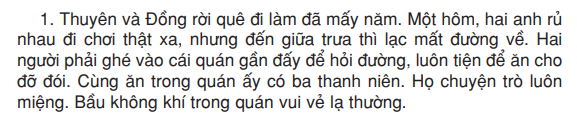 1. Thuyên và Đồng rời quê đi làm đã mấy năm. Một hôm, hai anh rủ
nhau đi chơi thật xa, nhưng đến giữa trưa thì lạc mất đường về. Hai
người phải ghé vào cái quán gần đấy để hỏi đường, luôn tiện để ăn cho
đỡ đói. Cùng ăn trong quán ấy có ba thanh niên. Họ chuyện trò luôn
miệng. Bầu không khí trong quán vui vẻ lạ thường.